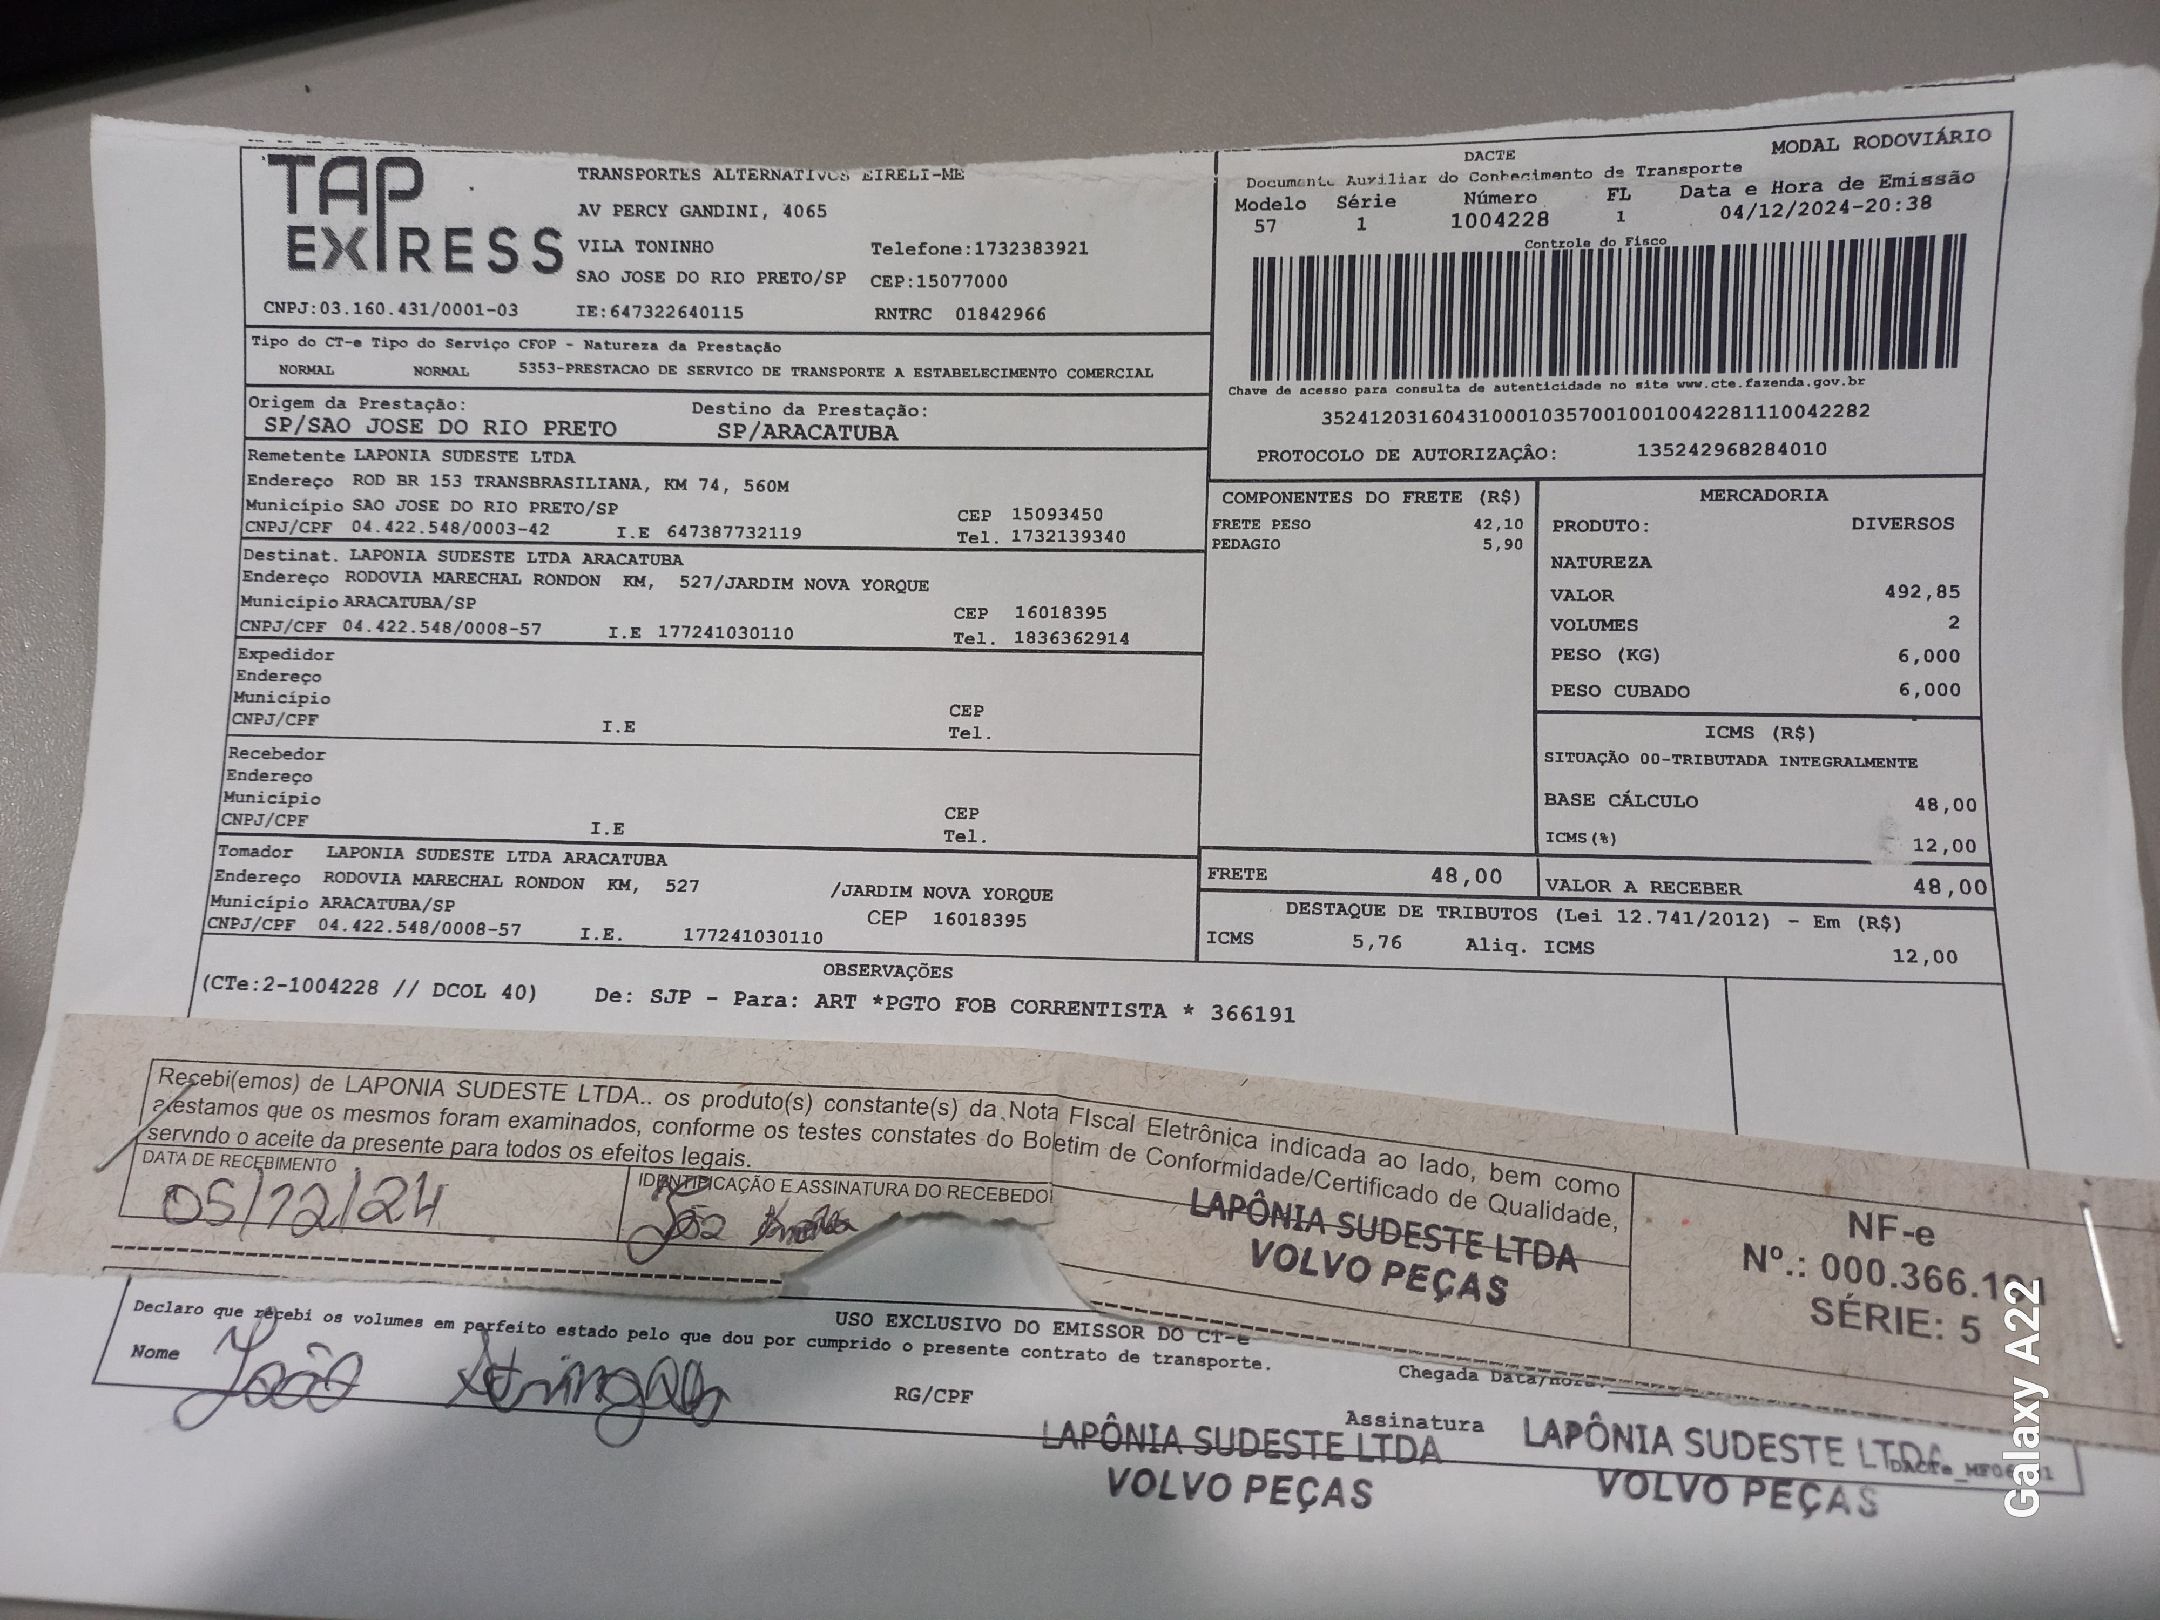 TAP EXPRESS
TRANSPORTES ALTERNATIVOS EIRELI-ME
AV PERCY GANDINI, 4065
VILA TONINHO Telefone:1732383921
SAO JOSE DO RIO PRETO/SP CEP:15077000
CNPJ:03.160.431/0001-03 IE:647322640115 RNTRC 01842966
DACTE MODAL RODOVIÁRIO
Documento Auxiliar do Conhecimento de Transporte
Modelo Série Número FL Data e Hora de Emissão
57 1 1004228 1 04/12/2024-20:38
Controle do Fisco
Chave de acesso para consulta de autenticidade no site www.cte.fazenda.gov.br
35241203160431000103570010010042281110042282
PROTOCOLO DE AUTORIZAÇÂO: 135242968284010
Tipo do CT-e Tipo do Serviço CFOP - Natureza da Prestação
NORMAL NORMAL 5353-PRESTACAO DE SERVICO DE TRANSPORTE A ESTABELECIMENTO COMERCIAL
Origem da Prestação: Destino da Prestação:
SP/SAO JOSE DO RIO PRETO SP/ARACATUBA
Remetente LAPONIA SUDESTE LTDA
Endereço ROD BR 153 TRANSBRASILIANA, KM 74, 560M
Município SAO JOSE DO RIO PRETO/SP CEP 15093450
CNPJ/CPF 04.422.548/0003-42 I.E 647387732119 Tel. 1732139340
Destinat. LAPONIA SUDESTE LTDA ARACATUBA
Endereço RODOVIA MARECHAL RONDON KM, 527/JARDIM NOVA YORQUE
Município ARACATUBA/SP CEP 16018395
CNPJ/CPF 04.422.548/0008-57 I.E 177241030110 Tel. 1836362914
Expedidor
Endereço
Município CEP
CNPJ/CPF I.E Tel.
Recebedor
Endereço
Município CEP
CNPJ/CPF I.E Tel.
Tomador LAPONIA SUDESTE LTDA ARACATUBA
Endereço RODOVIA MARECHAL RONDON KM, 527 /JARDIM NOVA YORQUE
Município ARACATUBA/SP CEP 16018395
CNPJ/CPF 04.422.548/0008-57 I.E. 177241030110
COMPONENTES DO FRETE (R$)
FRETE PESO 42,10
PEDAGIO 5,90
FRETE 48,00
MERCADORIA
PRODUTO: DIVERSOS
NATUREZA
VALOR 492,85
VOLUMES 2
PESO (KG) 6,000
PESO CUBADO 6,000
ICMS (R$)
SITUAÇÃO 00-TRIBUTADA INTEGRALMENTE
BASE CÁLCULO 48,00
ICMS(%) 12,00
VALOR A RECEBER 48,00
DESTAQUE DE TRIBUTOS (Lei 12.741/2012) - Em (R$)
ICMS 5,76 Aliq. ICMS 12,00
OBSERVAÇÕES
(CTe:2-1004228 // DCOL 40) De: SJP - Para: ART *PGTO FOB CORRENTISTA * 366191
Recebi(emos) de LAPONIA SUDESTE LTDA.. os produto(s) constante(s) da Nota FIscal Eletrônica indicada ao lado, bem como
atestamos que os mesmos foram examinados, conforme os testes constates do Boletim de Conformidade/Certificado de Qualidade,
servndo o aceite da presente para todos os efeitos legais.
DATA DE RECEBIMENTO IDENTIFICAÇÃO E ASSINATURA DO RECEBEDOR
05/12/24 João
LAPÔNIA SUDESTE LTDA
VOLVO PEÇAS
NF-e
Nº.: 000.366.191
SÉRIE: 5
USO EXCLUSIVO DO EMISSOR DO CT-e
Declaro que recebi os volumes em perfeito estado pelo que dou por cumprido o presente contrato de transporte.
Nome João RG/CPF
Chegada Data/Hora:
Assinatura
LAPÔNIA SUDESTE LTDA
VOLVO PEÇAS
LAPÔNIA SUDESTE LTDA
VOLVO PEÇAS
Galaxy A22